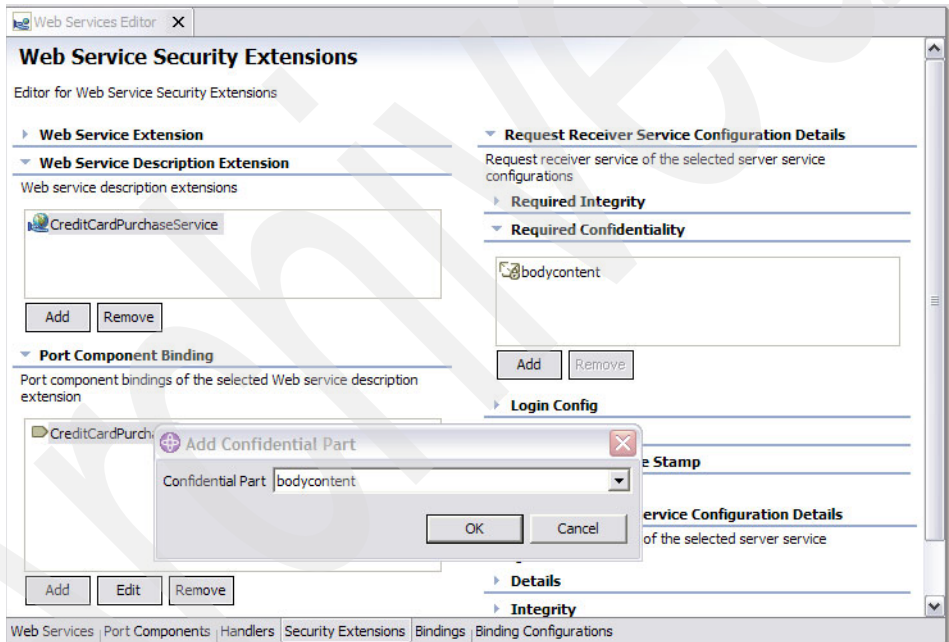 Web Services Editor
Web Service Security Extensions
Editor for Web Service Security Extensions
Web Service Extension
Web Service Description Extension
Web service description extensions
CreditCardPurchaseService
Add Remove
Port Component Binding
Port component bindings of the selected Web service description
extension
Add Edit Remove
Request Receiver Service Configuration Details
Request receiver service of the selected server service
configurations
Required Integrity
Required Confidentiality
bodycontent
Add Remove
Login Config
Stamp
ervice Configuration Details
of the selected server service
Details
Integrity
Add Confidential Part
Confidential Part bodycontent
OK Cancel
Web Services Port Components Handlers Security Extensions Bindings Binding Configurations